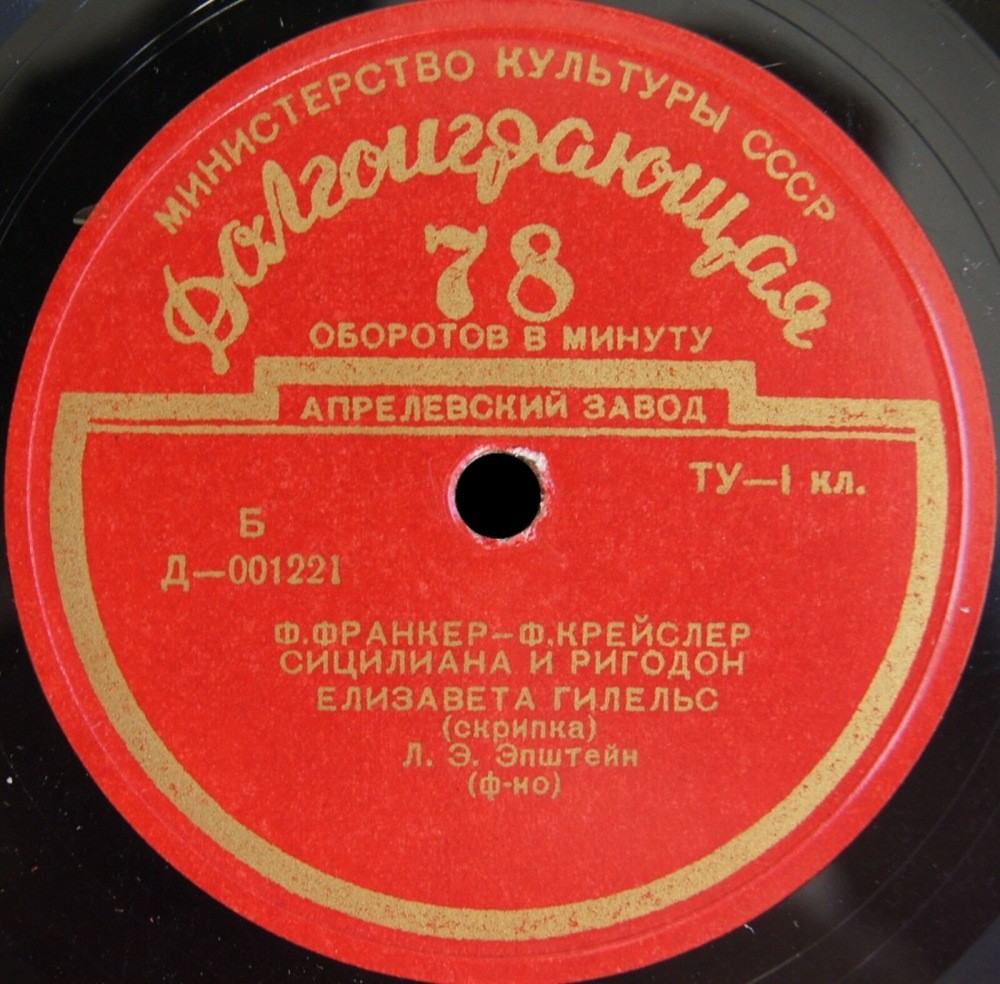 МИНИСТЕРСТВО КУЛЬТУРЫ СССР
Долгоиграющая
78
ОБОРОТОВ В МИНУТУ
АПРЕЛЕВСКИЙ ЗАВОД
ТУ—1 кл.
Б
Д—001221
Ф.ФРАНКЕР—Ф.КРЕЙСЛЕР
СИЦИЛИАНА И РИГОДОН
ЕЛИЗАВЕТА ГИЛЕЛЬС
(скрипка)
Л. Э. Эпштейн
(ф-но)